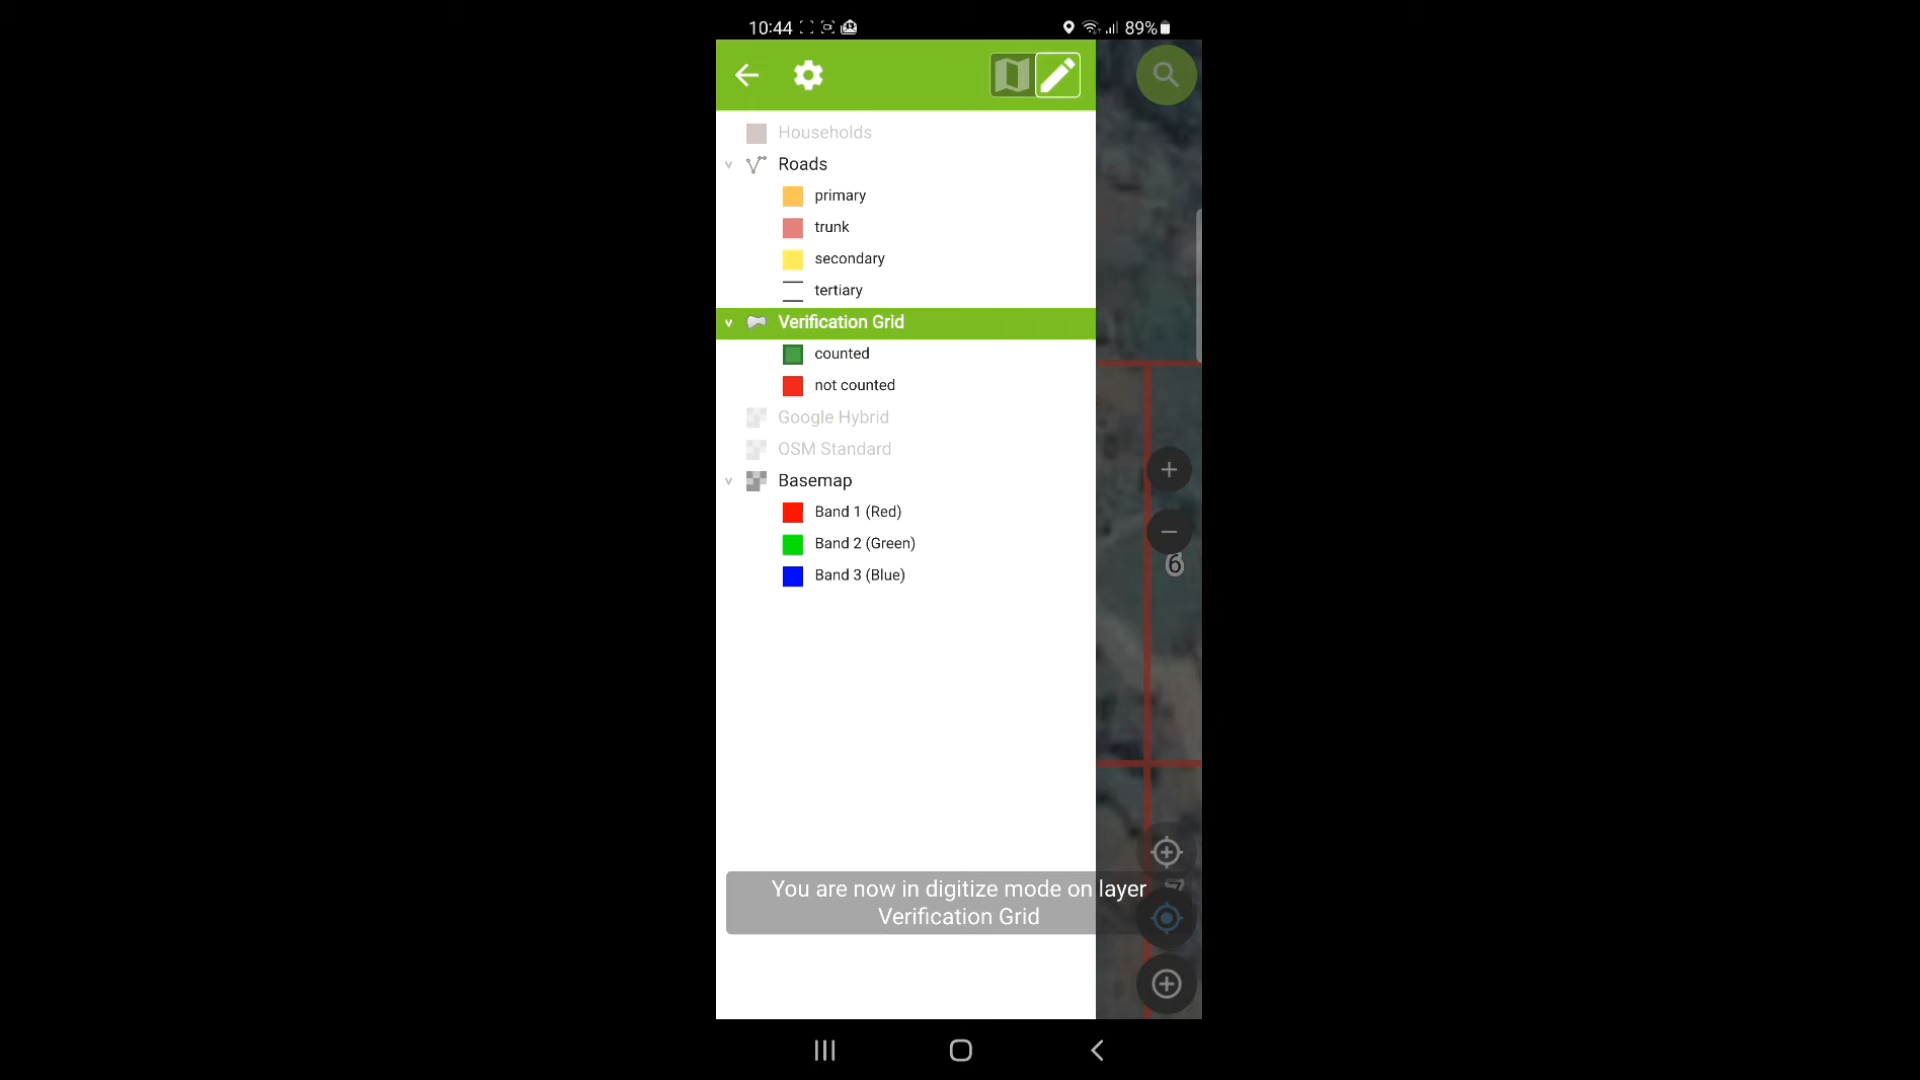 10:44
89%
Households
Roads
primary
trunk
secondary
tertiary
Verification Grid
counted
not counted
Google Hybrid
OSM Standard
Basemap
Band 1 (Red)
Band 2 (Green)
6
Band 3 (Blue)
You are now in digitize mode on layer
Verification Grid